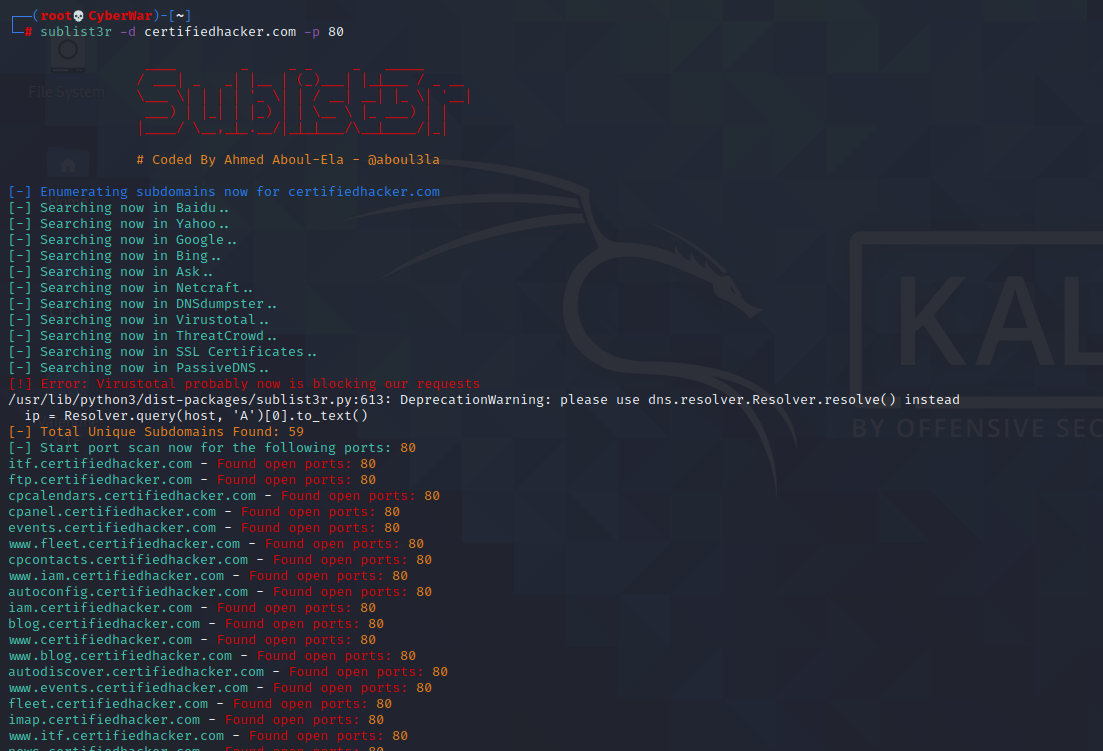 ┌──(root💀CyberWar)-[~]
└─# sublist3r -d certifiedhacker.com -p 80
File System
Sublist3r
# Coded By Ahmed Aboul-Ela - @aboul3la
[-] Enumerating subdomains now for certifiedhacker.com
[-] Searching now in Baidu..
[-] Searching now in Yahoo..
[-] Searching now in Google..
[-] Searching now in Bing..
[-] Searching now in Ask..
[-] Searching now in Netcraft..
[-] Searching now in DNSdumpster..
[-] Searching now in Virustotal..
[-] Searching now in ThreatCrowd..
[-] Searching now in SSL Certificates..
[-] Searching now in PassiveDNS..
[!] Error: Virustotal probably now is blocking our requests
/usr/lib/python3/dist-packages/sublist3r.py:613: DeprecationWarning: please use dns.resolver.Resolver.resolve() instead
  ip = Resolver.query(host, 'A')[0].to_text()
[-] Total Unique Subdomains Found: 59
[-] Start port scan now for the following ports: 80
itf.certifiedhacker.com - Found open ports: 80
ftp.certifiedhacker.com - Found open ports: 80
cpcalendars.certifiedhacker.com - Found open ports: 80
cpanel.certifiedhacker.com - Found open ports: 80
events.certifiedhacker.com - Found open ports: 80
www.fleet.certifiedhacker.com - Found open ports: 80
cpcontacts.certifiedhacker.com - Found open ports: 80
www.iam.certifiedhacker.com - Found open ports: 80
autoconfig.certifiedhacker.com - Found open ports: 80
iam.certifiedhacker.com - Found open ports: 80
blog.certifiedhacker.com - Found open ports: 80
www.certifiedhacker.com - Found open ports: 80
www.blog.certifiedhacker.com - Found open ports: 80
autodiscover.certifiedhacker.com - Found open ports: 80
www.events.certifiedhacker.com - Found open ports: 80
fleet.certifiedhacker.com - Found open ports: 80
imap.certifiedhacker.com - Found open ports: 80
www.itf.certifiedhacker.com - Found open ports: 80
news.certifiedhacker.com - Found open ports: 80
KAL
BY OFFENSIVE SEC